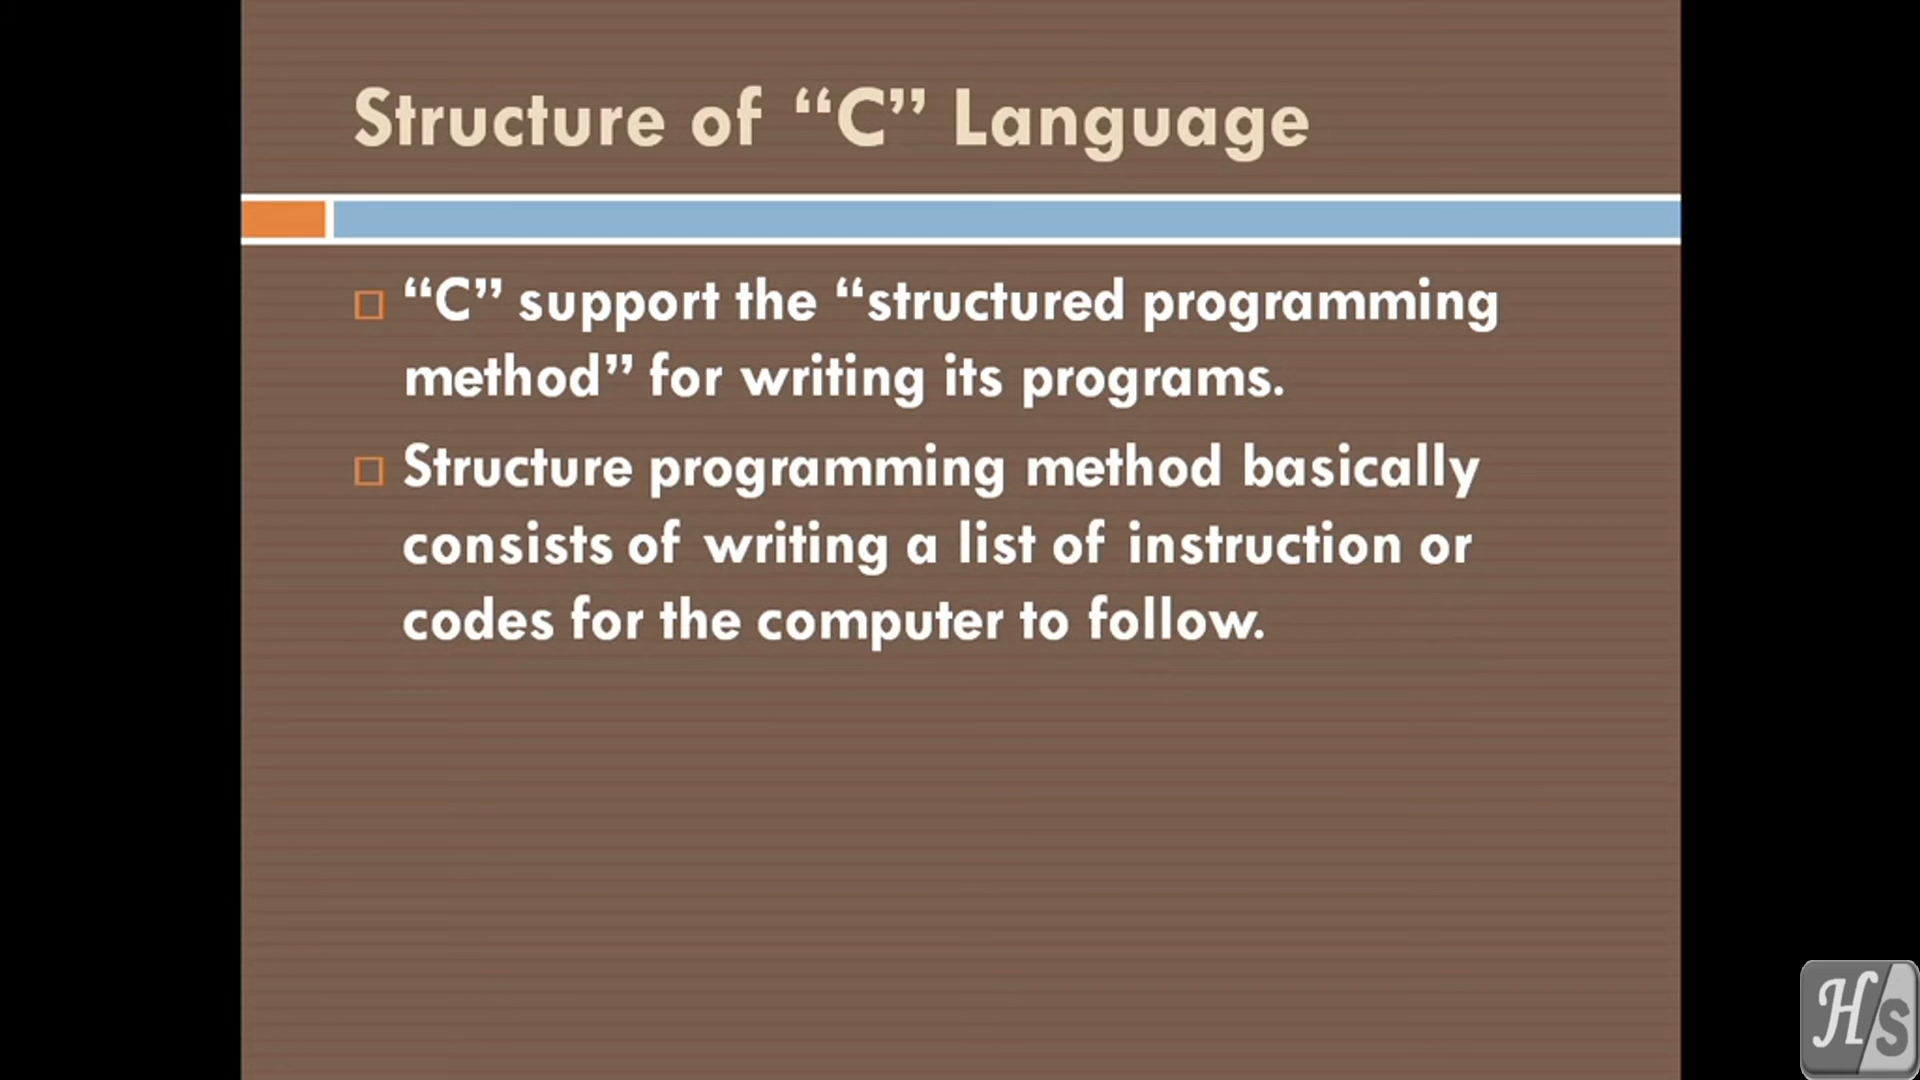 Structure of “C” Language
“C” support the “structured programming
method” for writing its programs.
Structure programming method basically
consists of writing a list of instruction or
codes for the computer to follow.
H/s